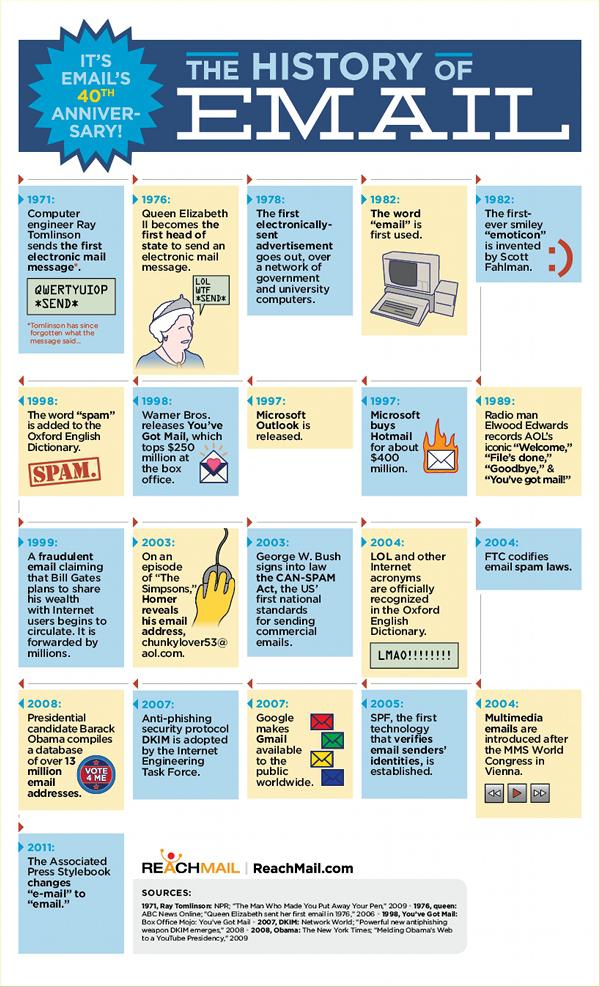 IT'S
EMAIL'S
40TH
ANNIVER-
SARY!
THE HISTORY OF
EMAIL
1971:
Computer
engineer Ray
Tomlinson
sends the first
electronic mail
message*.
QWERTYUIOP
*SEND*
*Tomlinson has since
forgotten what the
message said...
1976:
Queen Elizabeth
II becomes the
first head of
state to send an
electronic mail
message.
LOL
WTF
*SEND*
1978:
The first
electronically-
sent
advertisement
goes out, over
a network of
government
and university
computers.
1982:
The word
"email" is
first used.
1982:
The first-
ever smiley
"emoticon"
is invented
by Scott
Fahlman.
:)
1998:
The word "spam"
is added to the
Oxford English
Dictionary.
SPAM.
1998:
Warner Bros.
releases You've
Got Mail, which
tops $250
million at
the box
office.
1997:
Microsoft
Outlook is
released.
1997:
Microsoft
buys
Hotmail
for about
$400
million.
1989:
Radio man
Elwood Edwards
records AOL's
iconic "Welcome,"
"File's done,"
"Goodbye," &
"You've got mail!"
1999:
A fraudulent
email claiming
that Bill Gates
plans to share
his wealth
with Internet
users begins to
circulate. It is
forwarded by
millions.
2003:
On an
episode
of "The
Simpsons,"
Homer
reveals
his email
address,
chunkylover53@
aol.com.
2003:
George W. Bush
signs into law
the CAN-SPAM
Act, the US'
first national
standards
for sending
commercial
emails.
2004:
LOL and other
Internet
acronyms
are officially
recognized
in the Oxford
English
Dictionary.
LMAO!!!!!!!!
2004:
FTC codifies
email spam laws.
2008:
Presidential
candidate Barack
Obama compiles
a database
of over 13
million
email
addresses.
VOTE
4 ME
2007:
Anti-phishing
security protocol
DKIM is adopted
by the Internet
Engineering
Task Force.
2007:
Google
makes
Gmail
available
to the
public
worldwide.
2005:
SPF, the first
technology
that verifies
email senders'
identities, is
established.
2004:
Multimedia
emails are
introduced after
the MMS World
Congress in
Vienna.
2011:
The Associated
Press Stylebook
changes
"e-mail" to
"email."
REACHMAIL | ReachMail.com
SOURCES:
1971, Ray Tomlinson: NPR; "The Man Who Made You Put Away Your Pen," 2009 · 1976, queen:
ABC News Online; "Queen Elizabeth sent her first email in 1976," 2006 · 1998, You've Got Mail:
Box Office Mojo: You've Got Mail · 2007, DKIM: Network World; "Powerful new antiphishing
weapon DKIM emerges," 2008 · 2008, Obama: The New York Times; "Melding Obama's Web
to a YouTube Presidency," 2009